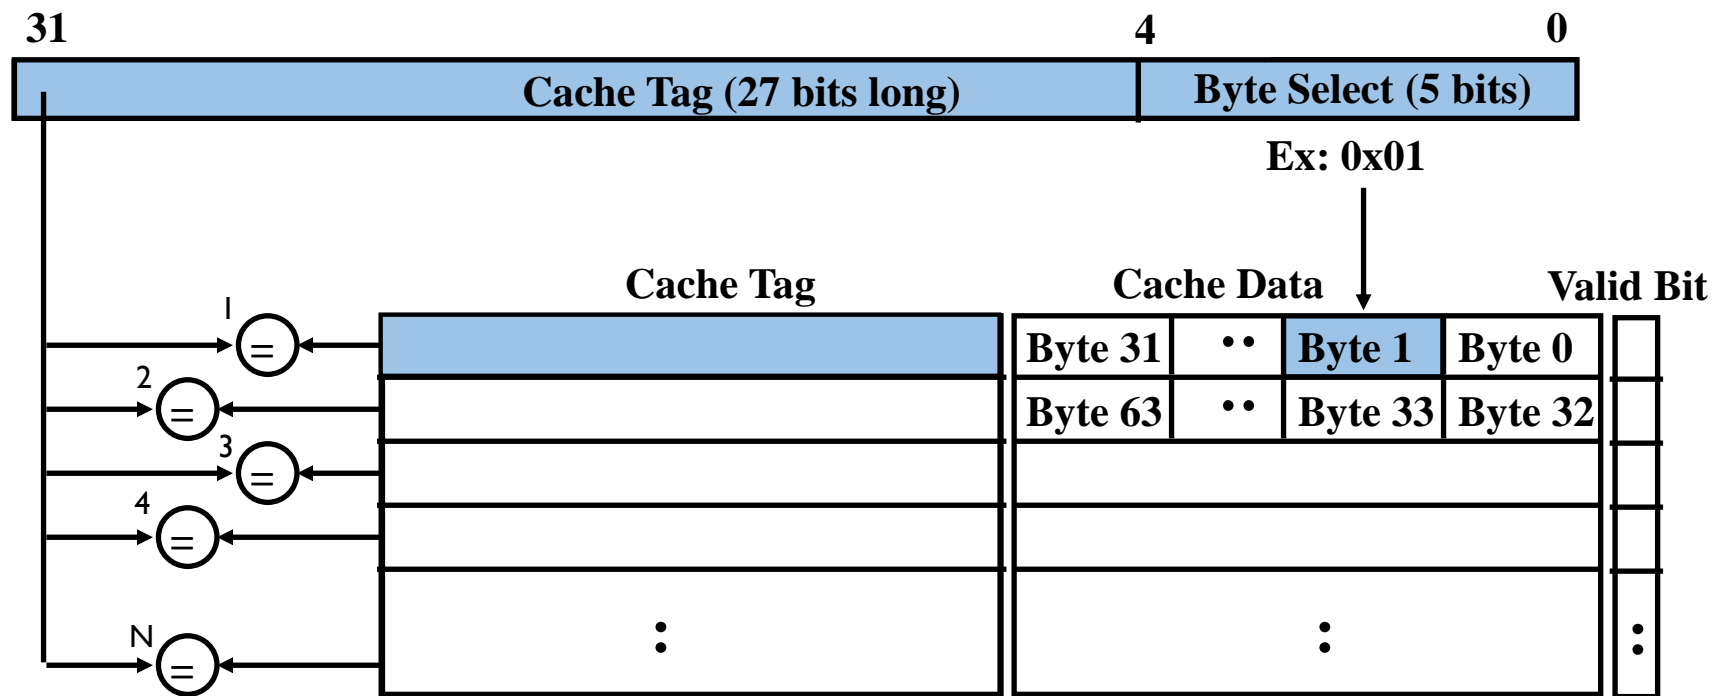 31 4 0
Cache Tag (27 bits long) Byte Select (5 bits)
Ex: 0x01
Cache Tag Cache Data Valid Bit
1 =
Byte 31 •• Byte 1 Byte 0
2 =
Byte 63 •• Byte 33 Byte 32
3 =
4 =
N = : : :